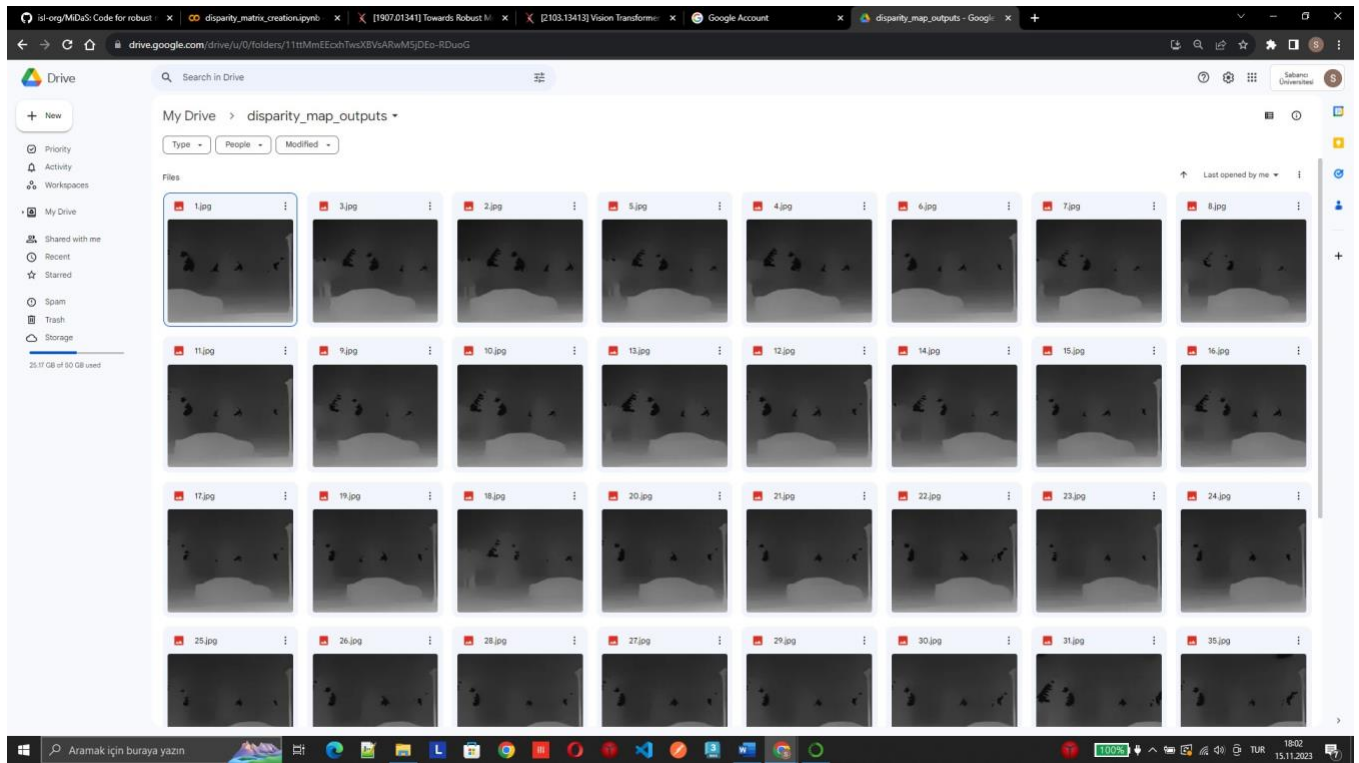 isl-org/MiDaS: Code for robust
disparity_matrix_creation.ipynb
[1907.01341] Towards Robust M
[2103.13413] Vision Transformer
Google Account
disparity_map_outputs - Google
drive.google.com/drive/u/0/folders/11ttMmEEcxhTwsXBVsARwM5jDEo-RDuoG
Drive
Search in Drive
Sabancı
Üniversitesi
S
New
My Drive > disparity_map_outputs
Type
People
Modified
Priority
Activity
Workspaces
My Drive
Shared with me
Recent
Starred
Spam
Trash
Storage
25.17 GB of 50 GB used
Files
Last opened by me
1.jpg
3.jpg
2.jpg
5.jpg
4.jpg
6.jpg
7.jpg
8.jpg
11.jpg
9.jpg
10.jpg
13.jpg
12.jpg
14.jpg
15.jpg
16.jpg
17.jpg
19.jpg
18.jpg
20.jpg
21.jpg
22.jpg
23.jpg
24.jpg
25.jpg
26.jpg
28.jpg
27.jpg
29.jpg
30.jpg
31.jpg
35.jpg
Aramak için buraya yazın
100%
TUR
18:02
15.11.2023